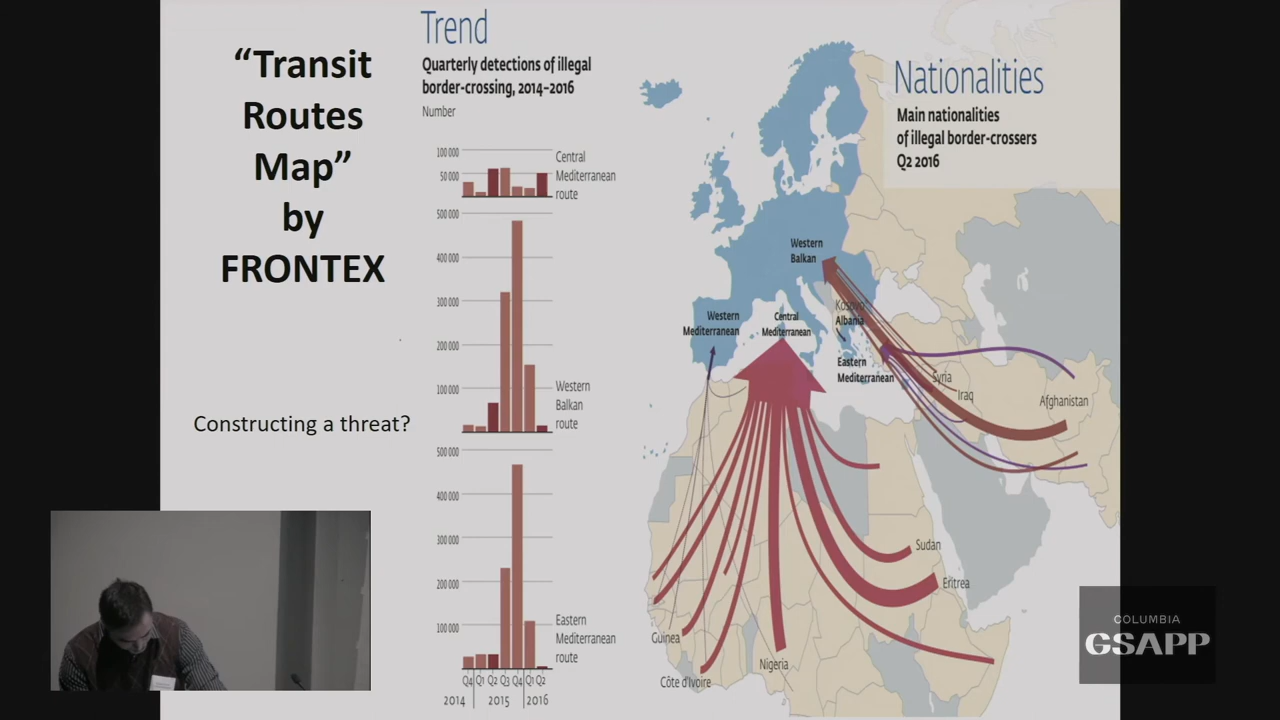 “Transit
Routes
Map”
by
FRONTEX
Constructing a threat?
Trend
Quarterly detections of illegal
border-crossing, 2014–2016
Number
100 000
50 000
Central
Mediterranean
route
500 000
400 000
300 000
200 000
100 000
Western
Balkan
route
500 000
400 000
300 000
200 000
100 000
Eastern
Mediterranean
route
Q4 Q1 Q2 Q3 Q4 Q1 Q2
2014 2015 2016
Nationalities
Main nationalities
of illegal border-crossers
Q2 2016
Western
Balkan
Western
Mediterranean
Central
Mediterranean
Kosovo*
Albania
Eastern
Mediterranean
Syria
Iraq
Afghanistan
Sudan
Eritrea
Guinea
Nigeria
Côte d'Ivoire
COLUMBIA
GSAPP